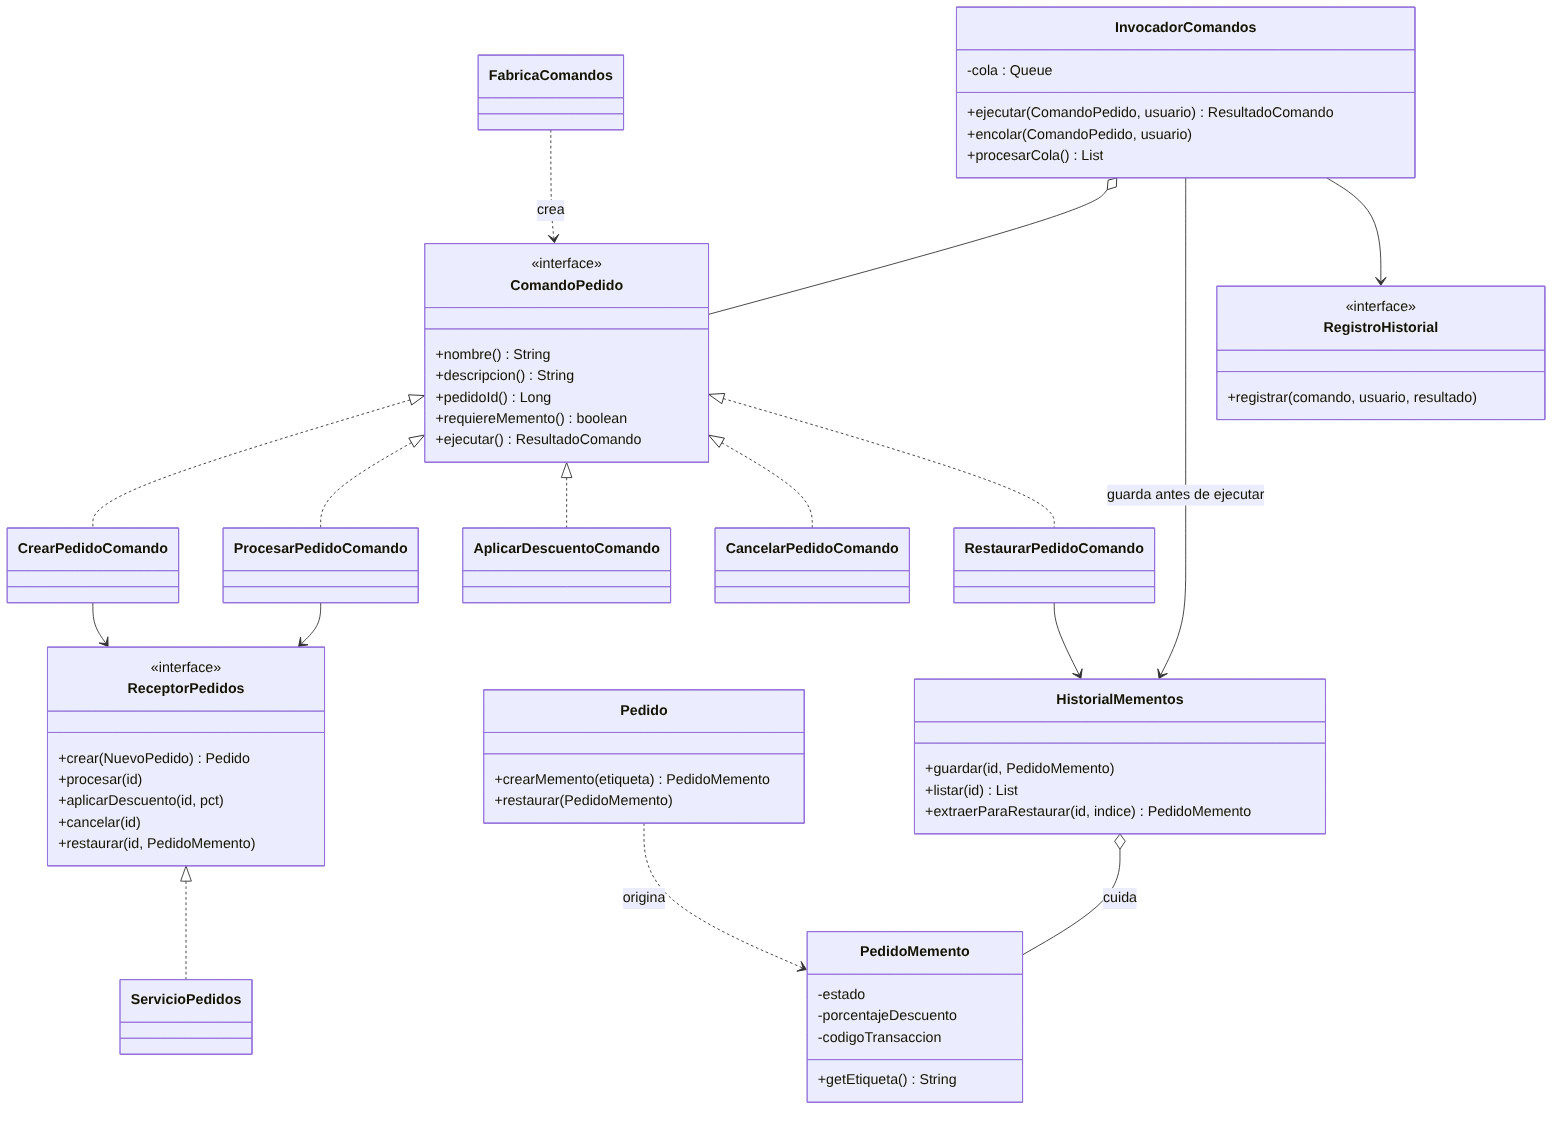 InvocadorComandos
-cola : Queue
+ejecutar(ComandoPedido, usuario) : ResultadoComando
+encolar(ComandoPedido, usuario)
+procesarCola() : List
FabricaComandos
crea
«interface»
ComandoPedido
+nombre() : String
+descripcion() : String
+pedidoId() : Long
+requiereMemento() : boolean
+ejecutar() : ResultadoComando
«interface»
RegistroHistorial
+registrar(comando, usuario, resultado)
guarda antes de ejecutar
CrearPedidoComando
ProcesarPedidoComando
AplicarDescuentoComando
CancelarPedidoComando
RestaurarPedidoComando
«interface»
ReceptorPedidos
+crear(NuevoPedido) : Pedido
+procesar(id)
+aplicarDescuento(id, pct)
+cancelar(id)
+restaurar(id, PedidoMemento)
Pedido
+crearMemento(etiqueta) : PedidoMemento
+restaurar(PedidoMemento)
HistorialMementos
+guardar(id, PedidoMemento)
+listar(id) : List
+extraerParaRestaurar(id, indice) : PedidoMemento
origina
cuida
ServicioPedidos
PedidoMemento
-estado
-porcentajeDescuento
-codigoTransaccion
+getEtiqueta() : String